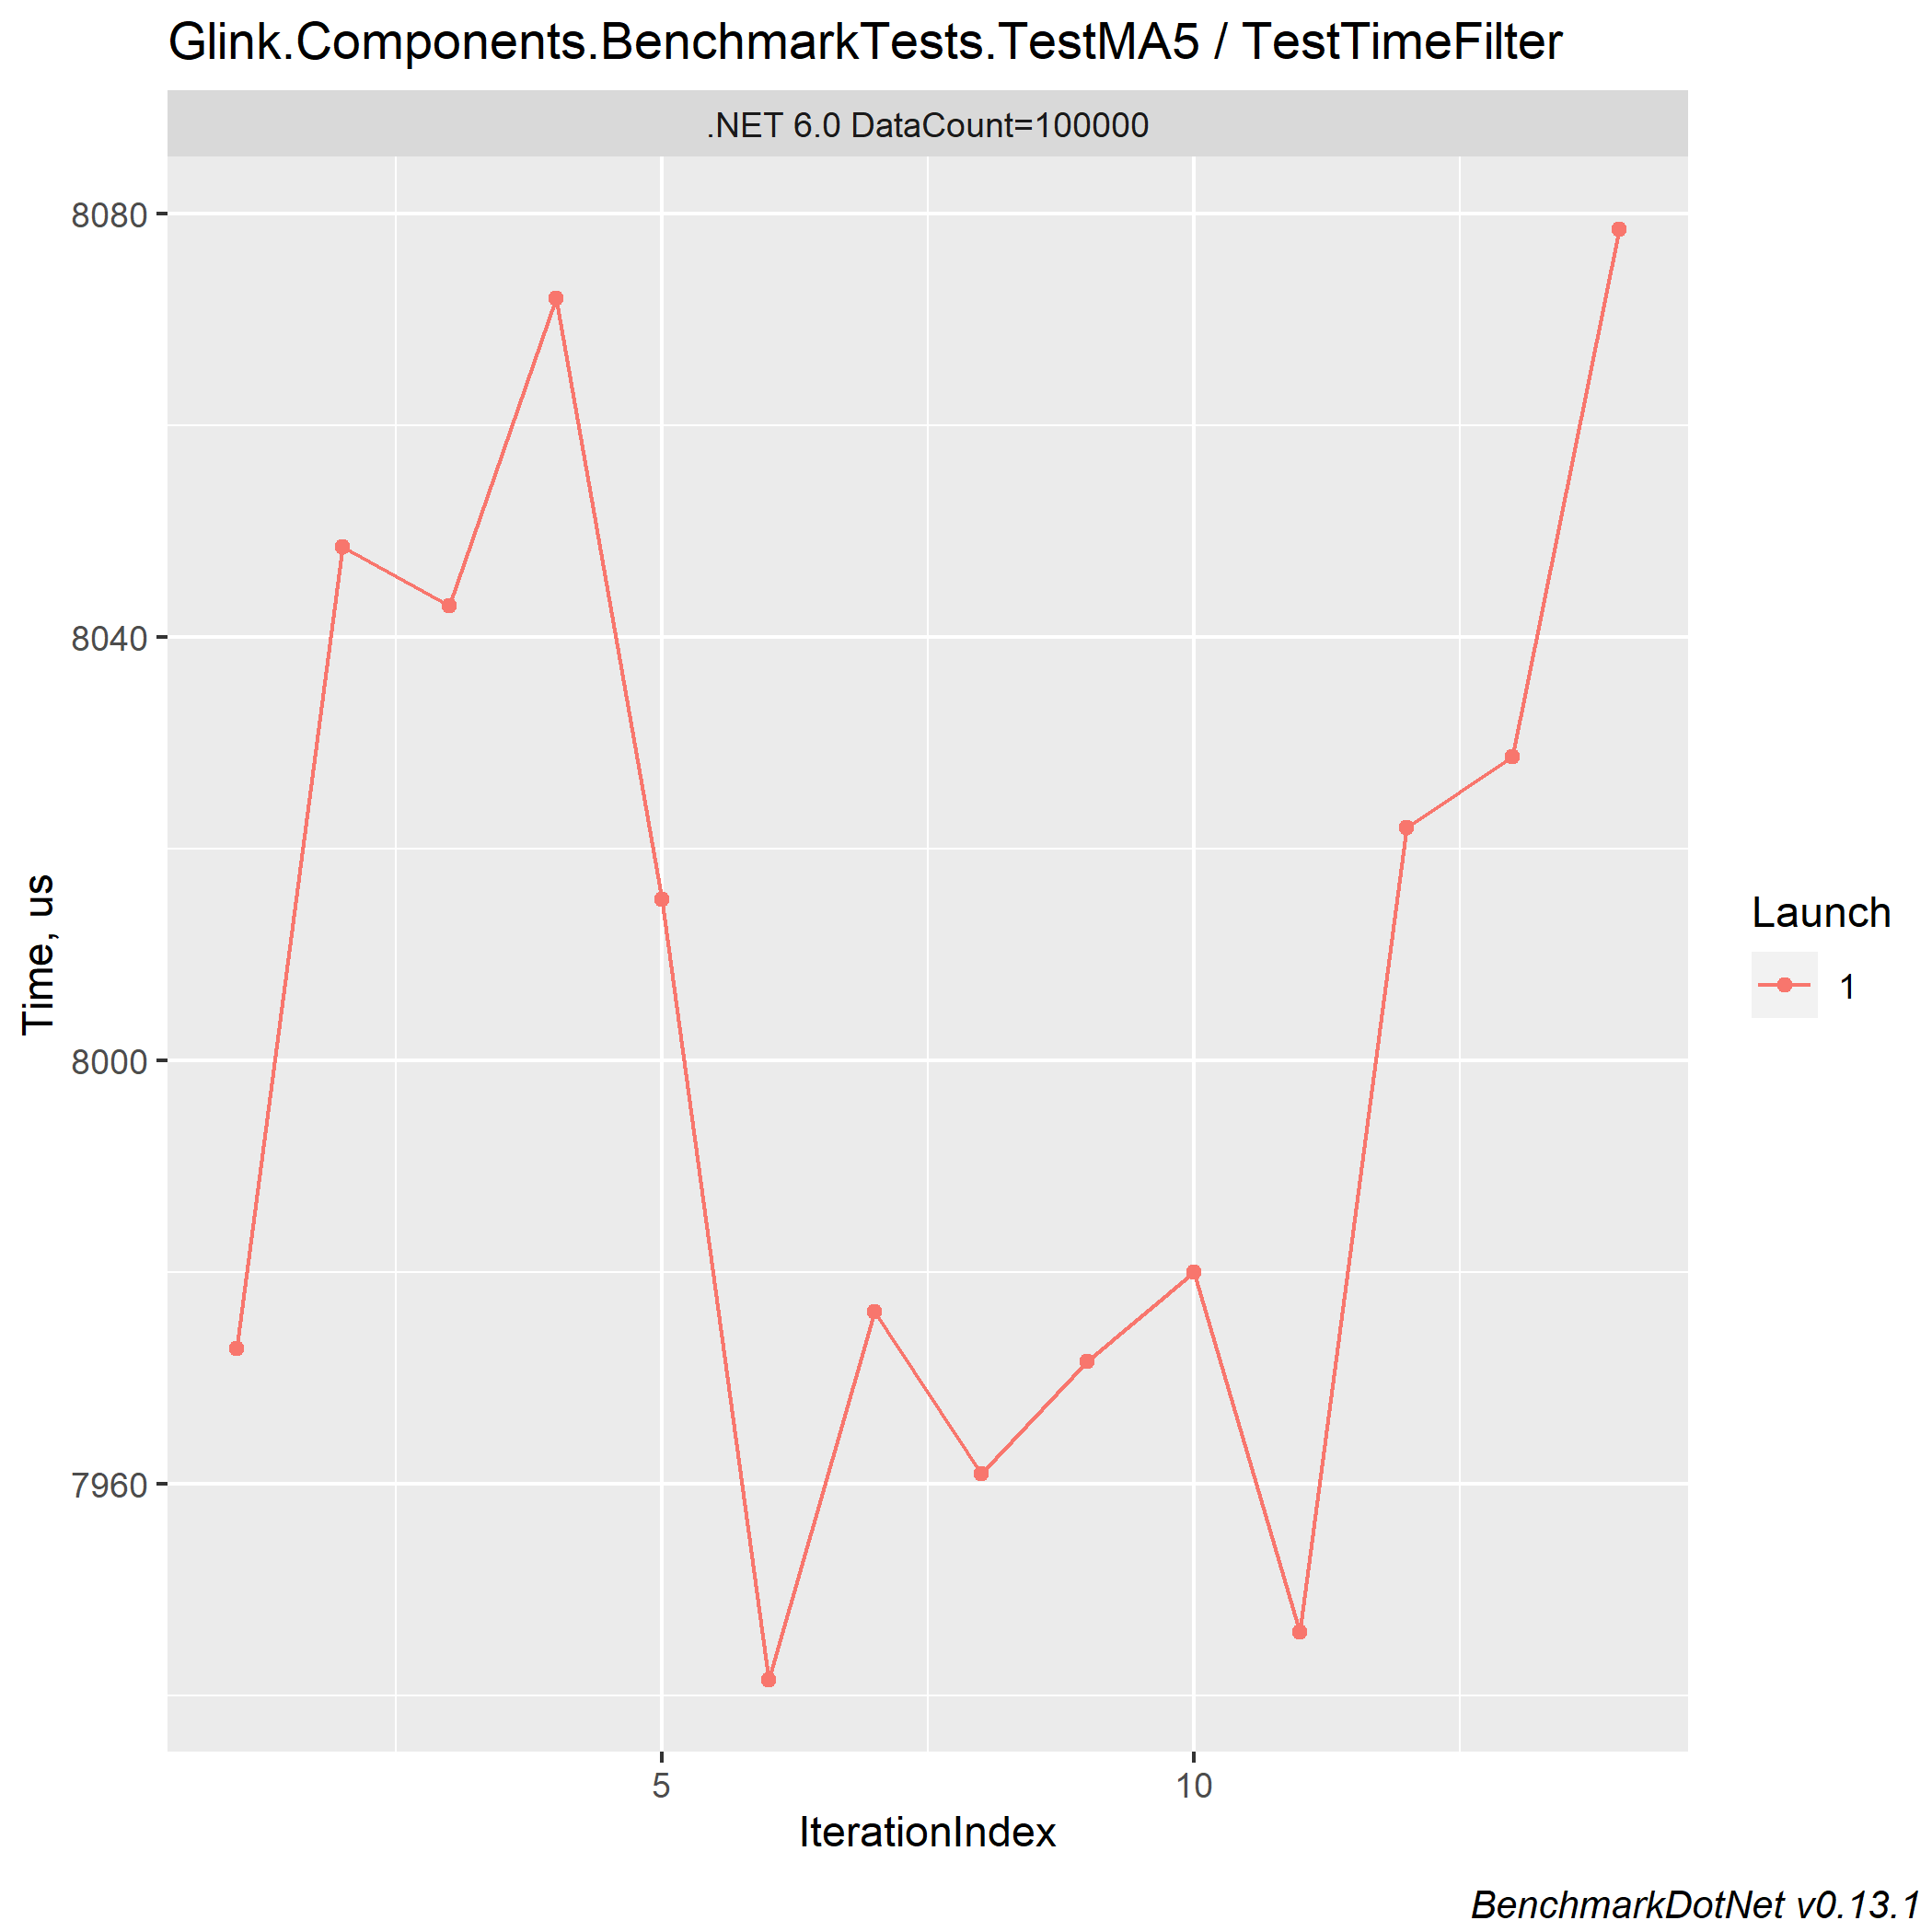 Glink.Components.BenchmarkTests.TestMA5 / TestTimeFilter
.NET 6.0 DataCount=100000
8080
8040
8000
7960
Time, us
5
10
IterationIndex
Launch
1
BenchmarkDotNet v0.13.1